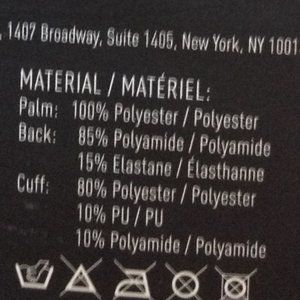 , 1407 Broadway, Suite 1405, New York, NY 1001
MATERIAL / MATÉRIEL:
Palm: 100% Polyester / Polyester
Back: 85% Polyamide / Polyamide
15% Elastane / Élasthanne
Cuff: 80% Polyester / Polyester
10% PU / PU
10% Polyamide / Polyamide